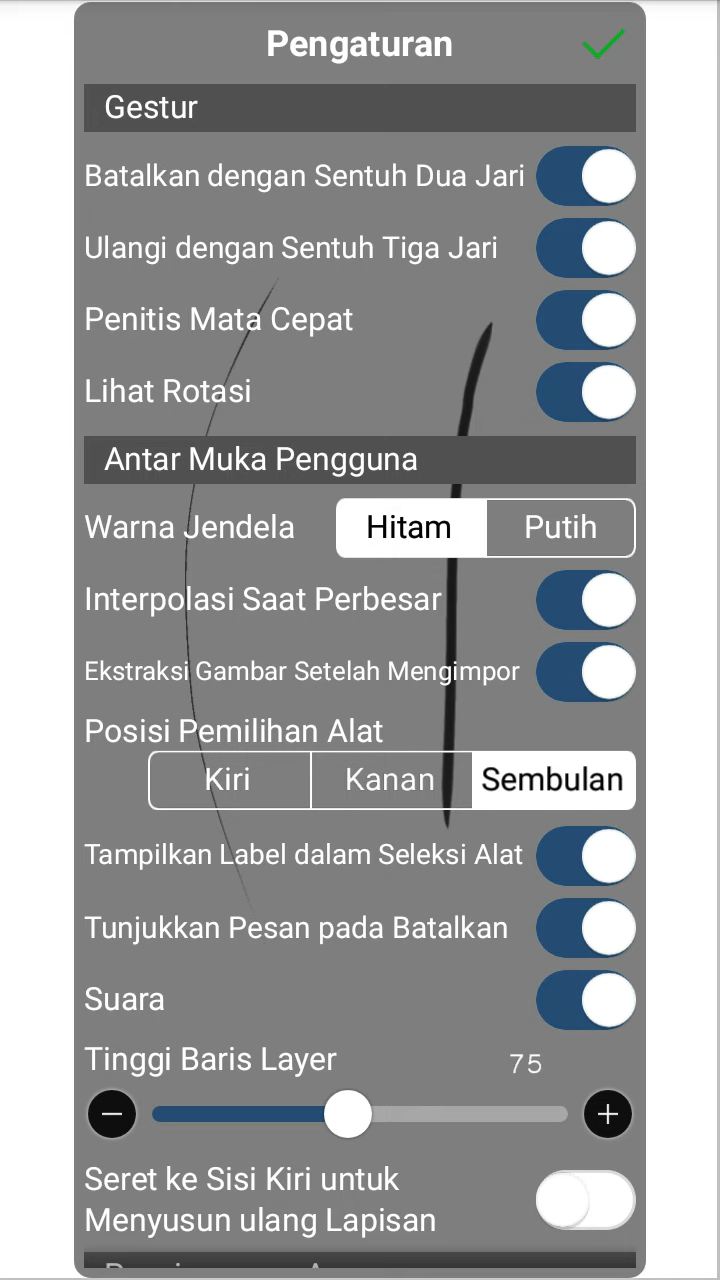 Pengaturan
Gestur
Batalkan dengan Sentuh Dua Jari
Ulangi dengan Sentuh Tiga Jari
Penitis Mata Cepat
Lihat Rotasi
Antar Muka Pengguna
Warna Jendela Hitam Putih
Interpolasi Saat Perbesar
Ekstraksi Gambar Setelah Mengimpor
Posisi Pemilihan Alat
Kiri Kanan Sembulan
Tampilkan Label dalam Seleksi Alat
Tunjukkan Pesan pada Batalkan
Suara
Tinggi Baris Layer 75
Seret ke Sisi Kiri untuk
Menyusun ulang Lapisan